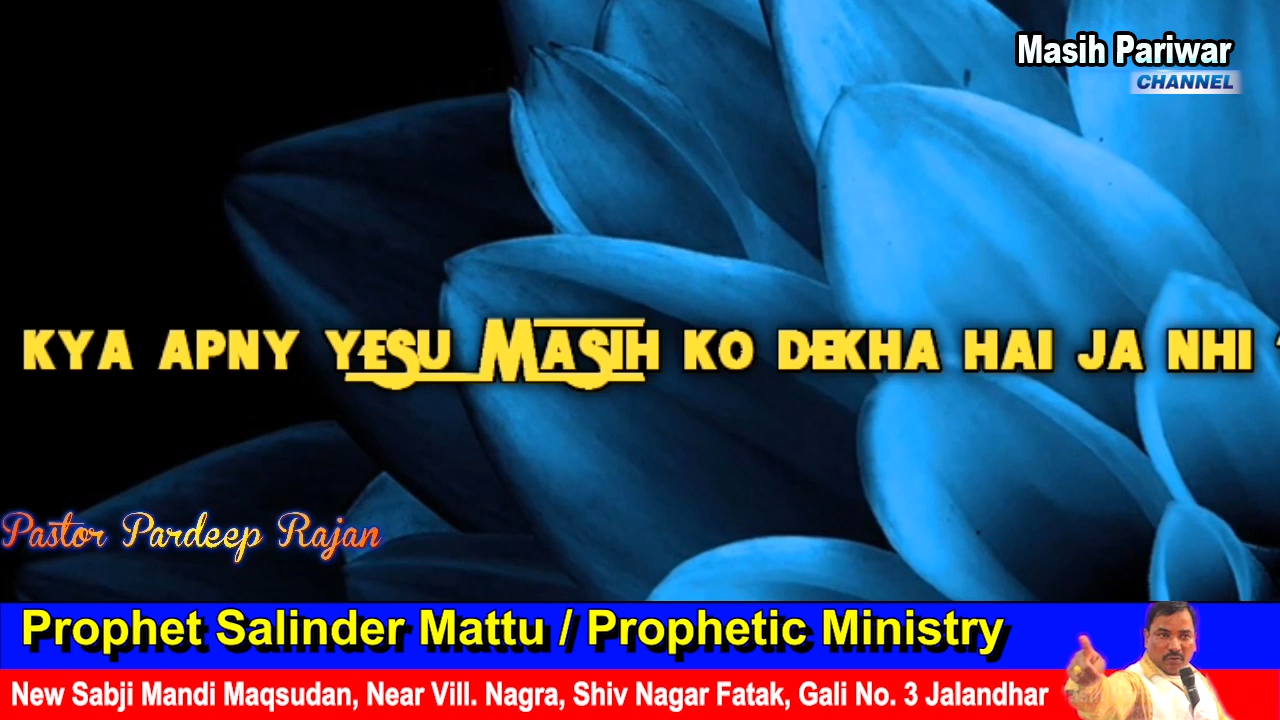 Masih Pariwar
CHANNEL
KYA APNY YESU MASIH KO DEKHA HAI JA NHI
Pastor Pardeep Rajan
Prophet Salinder Mattu / Prophetic Ministry
New Sabji Mandi Maqsudan, Near Vill. Nagra, Shiv Nagar Fatak, Gali No. 3 Jalandhar